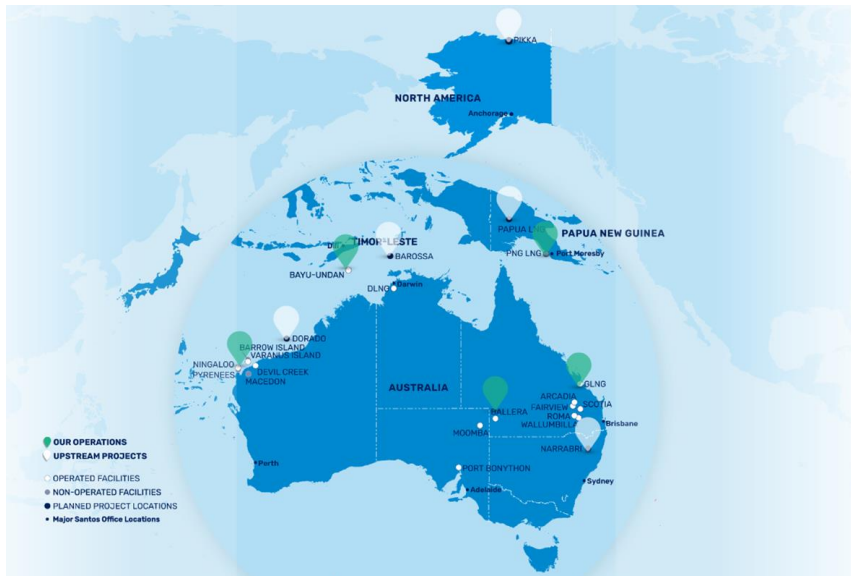 PIKKA
NORTH AMERICA
Anchorage
PAPUA
PAPUA NEW GUINEA
PNG LNG
Port Moresby
TIMOR-LESTE
BAROSSA
BAYU-UNDAN
Darwin
DLNG
DORADO
BARROW ISLAND
VARANUS ISLAND
NINGALOO
DEVIL CREEK
PYRENEES
MACEDON
AUSTRALIA
GLNG
ARCADIA
SCOTIA
FAIRVIEW
BALLERA
ROMA
WALLUMBILLA
Brisbane
MOOMBA
NARRABRI
PORT BONYTHON
Perth
Adelaide
Sydney
OUR OPERATIONS
UPSTREAM PROJECTS
OPERATED FACILITIES
NON-OPERATED FACILITIES
PLANNED PROJECT LOCATIONS
Major Santos Office Locations